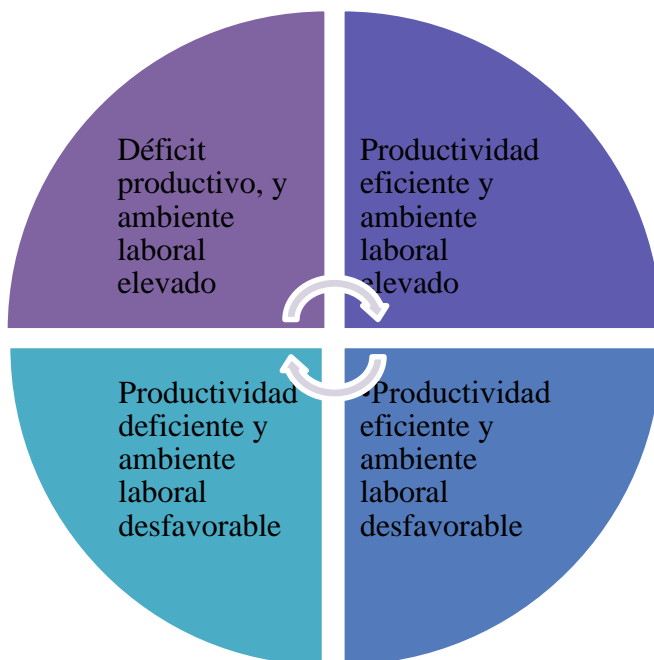 Déficit
productivo, y
ambiente
laboral
elevado
Productividad
eficiente y
ambiente
laboral
elevado
Productividad
deficiente y
ambiente
laboral
desfavorable
•Productividad
eficiente y
ambiente
laboral
desfavorable